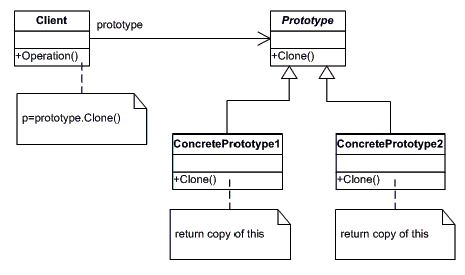 Client
prototype
Prototype
+Operation()
+Clone()
p=prototype.Clone()
ConcretePrototype1
ConcretePrototype2
+Clone()
+Clone()
return copy of this
return copy of this